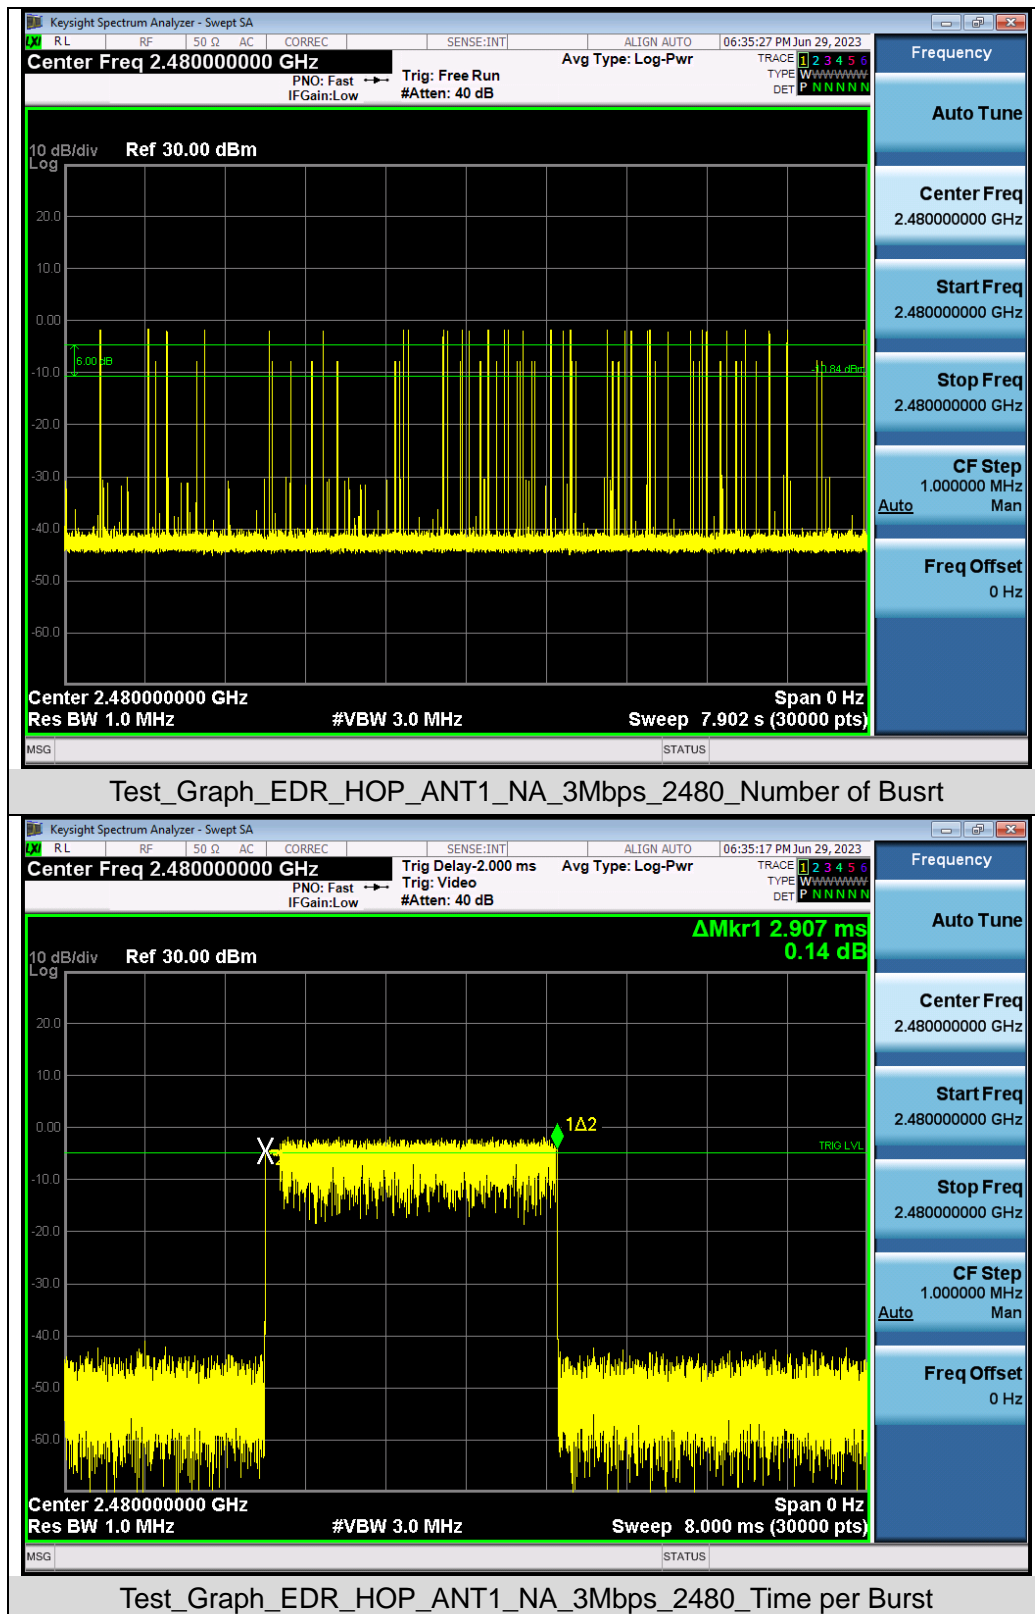 Keysight Spectrum Analyzer - Swept SA
LXI RL RF 50 Ω AC CORREC SENSE:INT ALIGN AUTO 06:35:27 PM Jun 29, 2023
Center Freq 2.480000000 GHz Avg Type: Log-Pwr TRACE 1 2 3 4 5 6
PNO: Fast Trig: Free Run TYPE WWWWWW
IFGain:Low #Atten: 40 dB DET P N N N N N
Frequency
Auto Tune
10 dB/div Ref 30.00 dBm
Log
Center Freq
2.480000000 GHz
20.0
10.0
Start Freq
2.480000000 GHz
0.00
6.00 dB
-10.84 dBm
-10.0
Stop Freq
2.480000000 GHz
-20.0
-30.0
CF Step
1.000000 MHz
Auto Man
-40.0
Freq Offset
0 Hz
-50.0
-60.0
Center 2.480000000 GHz Span 0 Hz
Res BW 1.0 MHz #VBW 3.0 MHz Sweep 7.902 s (30000 pts)
MSG STATUS
Test_Graph_EDR_HOP_ANT1_NA_3Mbps_2480_Number of Busrt
Keysight Spectrum Analyzer - Swept SA
LXI RL RF 50 Ω AC CORREC SENSE:INT ALIGN AUTO 06:35:17 PM Jun 29, 2023
Center Freq 2.480000000 GHz Trig Delay-2.000 ms Avg Type: Log-Pwr TRACE 1 2 3 4 5 6
PNO: Fast Trig: Video TYPE WWWWWW
IFGain:Low #Atten: 40 dB DET P N N N N N
Frequency
Auto Tune
ΔMkr1 2.907 ms
0.14 dB
10 dB/div Ref 30.00 dBm
Log
Center Freq
2.480000000 GHz
20.0
10.0
Start Freq
2.480000000 GHz
0.00
1Δ2
TRIG LVL
-10.0
Stop Freq
2.480000000 GHz
-20.0
-30.0
CF Step
1.000000 MHz
Auto Man
-40.0
Freq Offset
0 Hz
-50.0
-60.0
Center 2.480000000 GHz Span 0 Hz
Res BW 1.0 MHz #VBW 3.0 MHz Sweep 8.000 ms (30000 pts)
MSG STATUS
Test_Graph_EDR_HOP_ANT1_NA_3Mbps_2480_Time per Burst